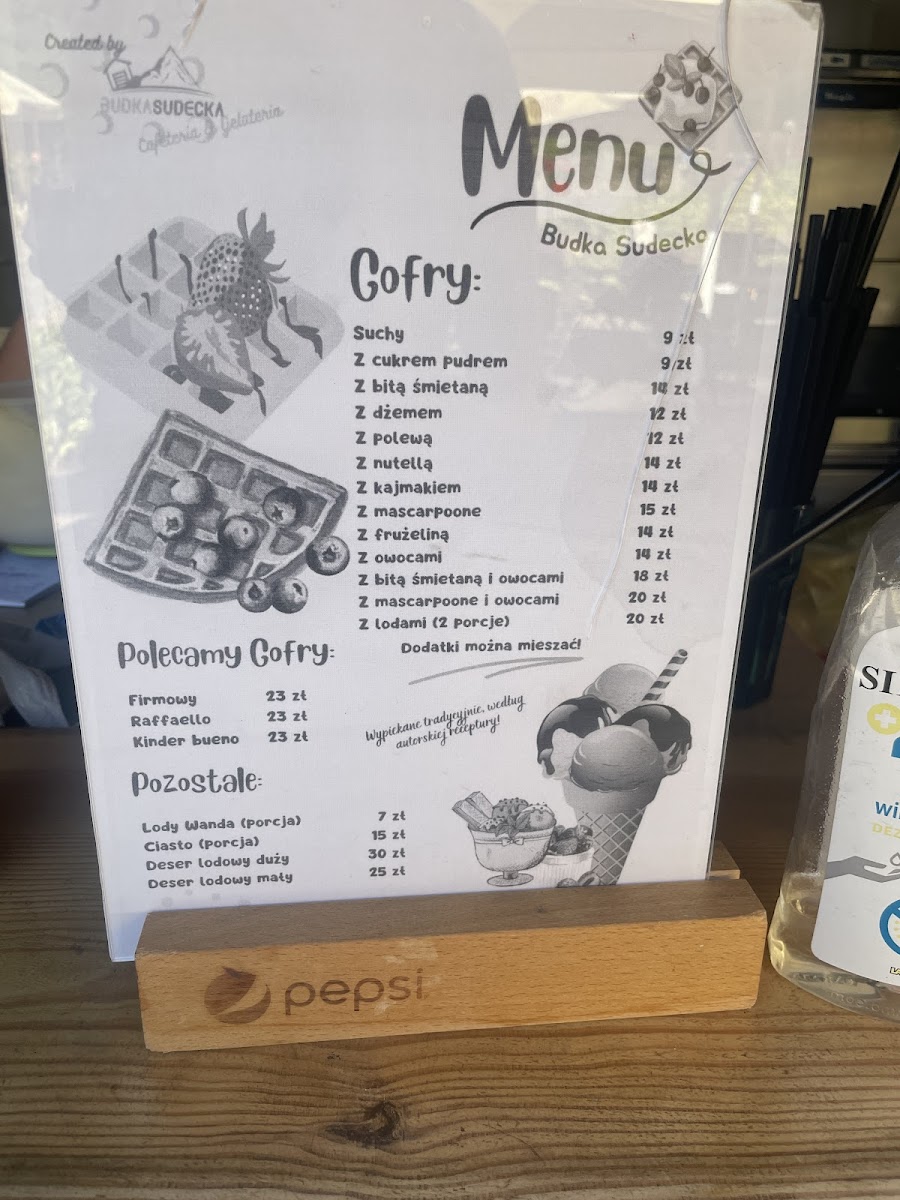 Created by
BUDKASUDECKA
Cafeteria & Gelateria
Menu
Budka Sudecka
Gofry:
Suchy 9 zł
Z cukrem pudrem 9 zł
Z bitą śmietaną 14 zł
Z dżemem 12 zł
Z polewą 12 zł
Z nutellą 14 zł
Z kajmakiem 14 zł
Z mascarpoone 15 zł
Z frużeliną 14 zł
Z owocami 14 zł
Z bitą śmietaną i owocami 18 zł
Z mascarpoone i owocami 20 zł
Z lodami (2 porcje) 20 zł
Dodatki można mieszać!
Polecamy Gofry:
Firmowy 23 zł
Raffaello 23 zł
Kinder bueno 23 zł
Wypiekane tradycyjnie, według
autorskiej receptury!
Pozostałe:
Lody Wanda (porcja) 7 zł
Ciasto (porcja) 15 zł
Deser lodowy duży 30 zł
Deser lodowy mały 25 zł
pepsi